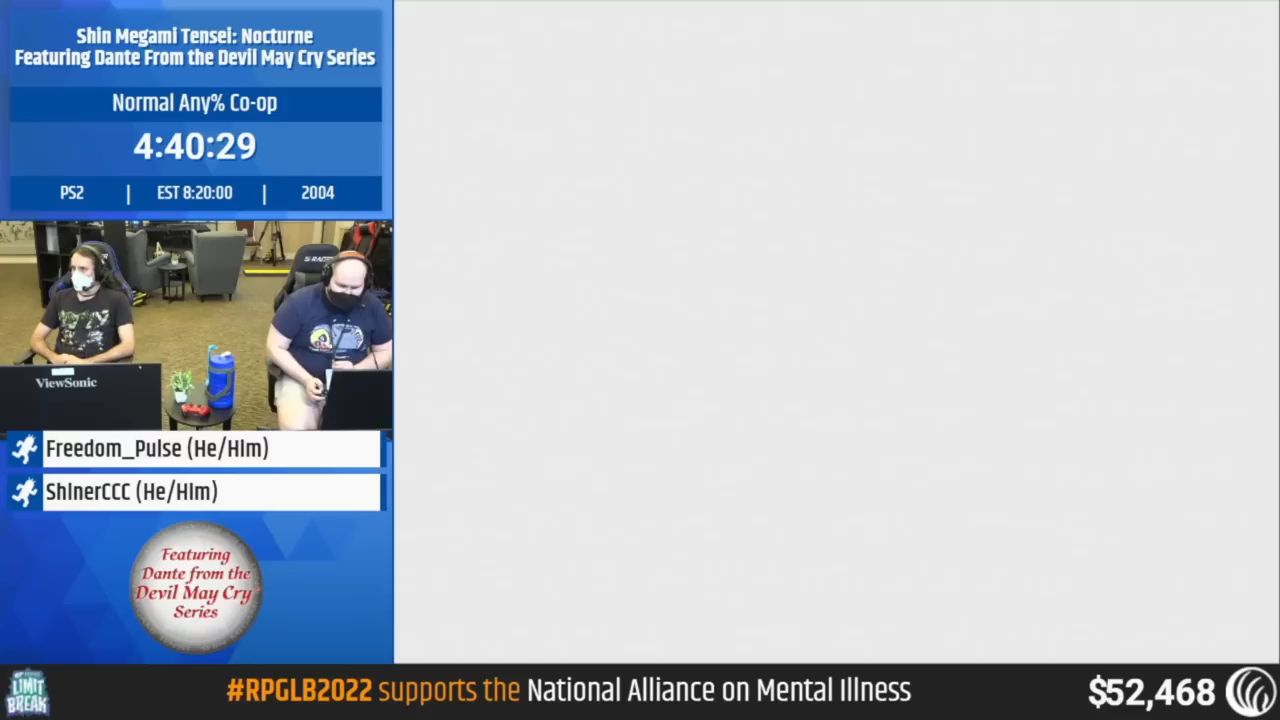 Shin Megami Tensei: Nocturne
Featuring Dante From the Devil May Cry Series
Normal Any% Co-op
4:40:29
PS2 | EST 8:20:00 | 2004
ViewSonic
Freedom_Pulse (He/Him)
ShinerCCC (He/Him)
Featuring
Dante from the
Devil May Cry
Series
LIMIT
BREAK
#RPGLB2022 supports the National Alliance on Mental Illness
$52,468